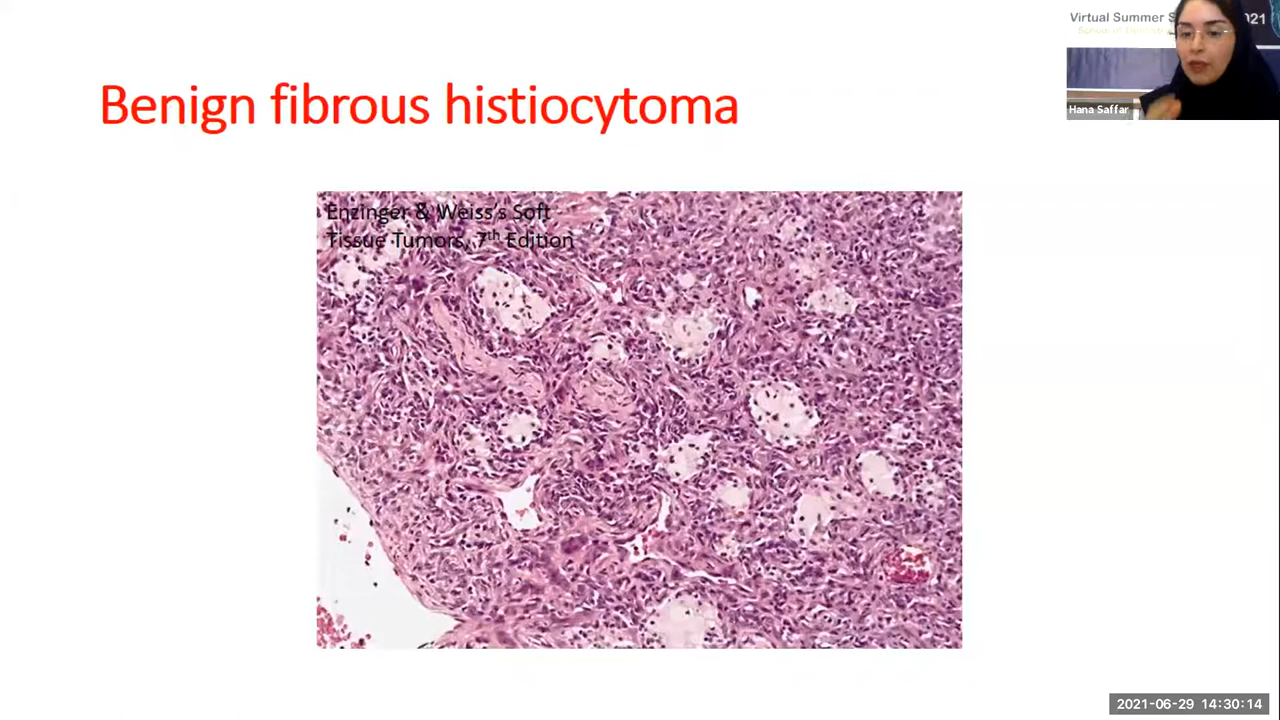 Virtual Summer S
021
Benign fibrous histiocytoma
Hana Saffar
Enzinger & Weiss's Soft
Tissue Tumors, 7th Edition
2021-06-29 14:30:14